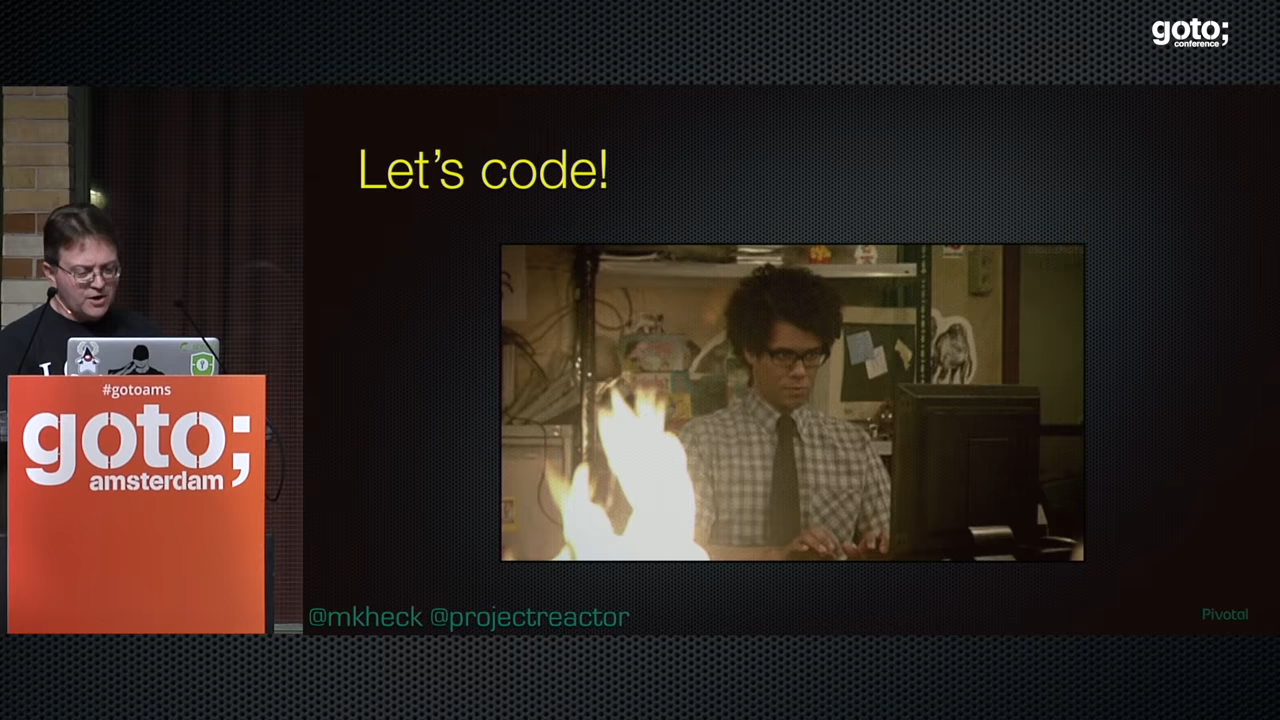 goto;
conference
Let's code!
#gotoams
goto;
amsterdam
@mkheck @projectreactor
Pivotal